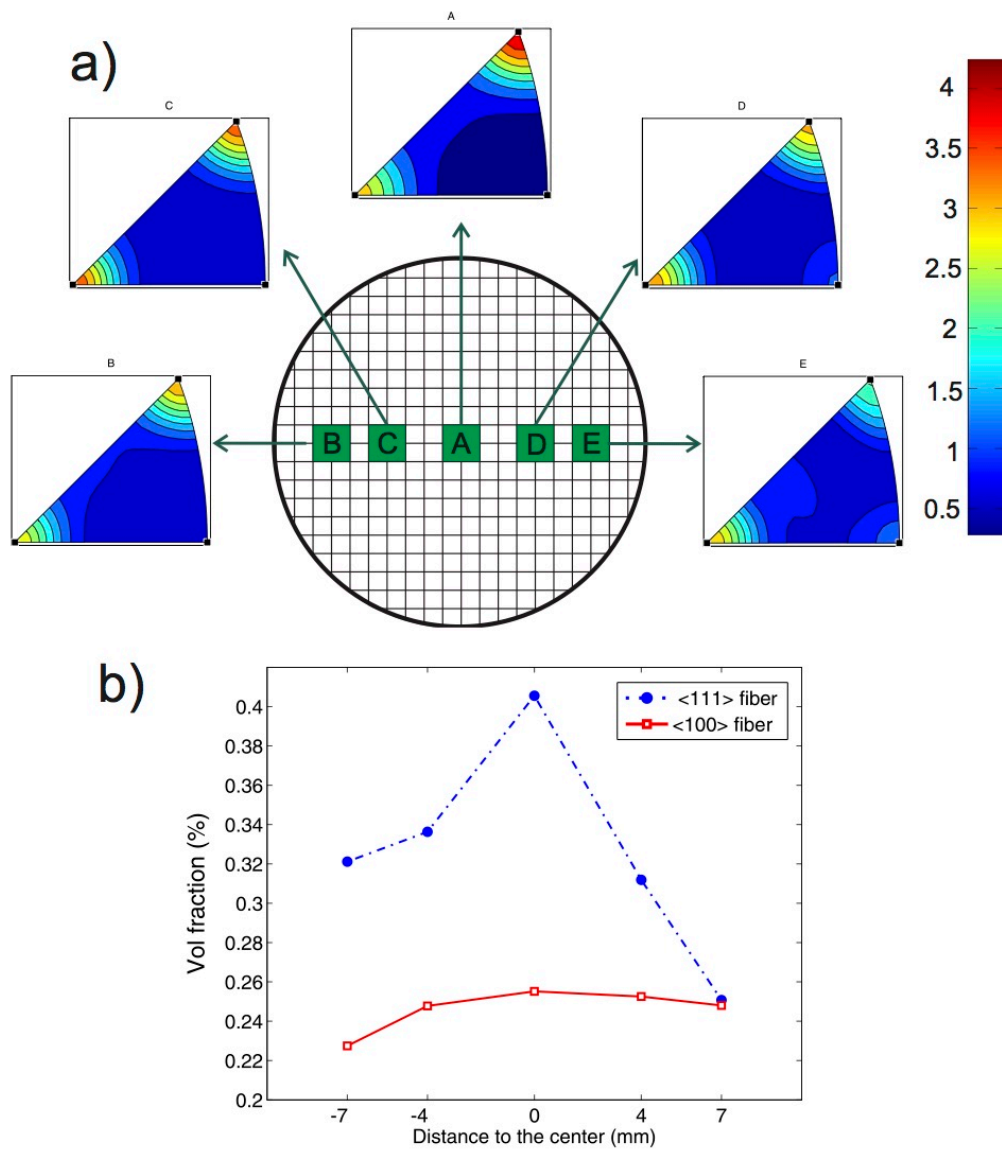 a)
A
C
D
B
E
B C A D E
4
3.5
3
2.5
2
1.5
1
0.5
b)
<111> fiber
<100> fiber
Vol fraction (%)
0.4
0.38
0.36
0.34
0.32
0.3
0.28
0.26
0.24
0.22
0.2
-7 -4 0 4 7
Distance to the center (mm)